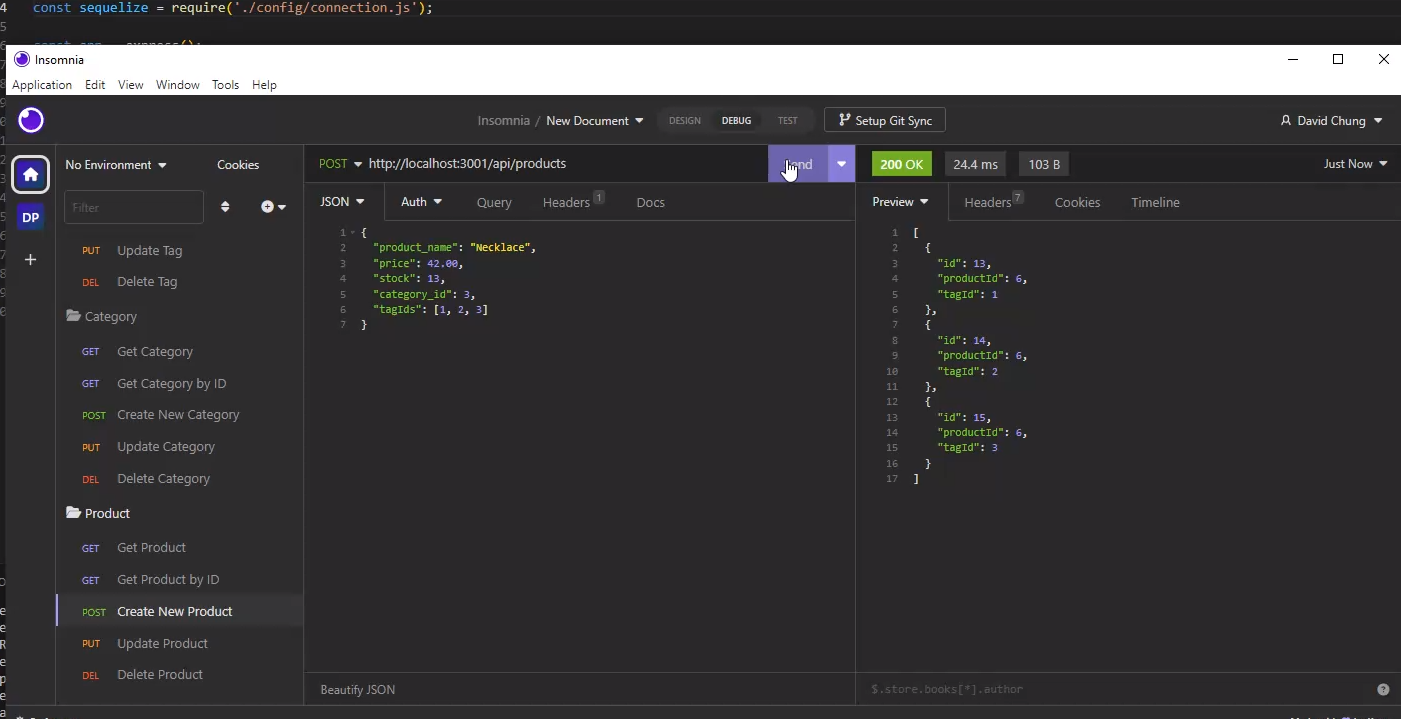 4 const sequelize = require('./config/connection.js');
5
6
Insomnia
Application Edit View Window Tools Help
Insomnia / New Document DESIGN DEBUG TEST Setup Git Sync David Chung
No Environment Cookies
Filter
DP
PUT Update Tag
DEL Delete Tag
Category
GET Get Category
GET Get Category by ID
POST Create New Category
PUT Update Category
DEL Delete Category
Product
GET Get Product
GET Get Product by ID
POST Create New Product
PUT Update Product
DEL Delete Product
POST http://localhost:3001/api/products
JSON Auth Query Headers 1 Docs
1 {
2 "product_name": "Necklace",
3 "price": 42.00,
4 "stock": 13,
5 "category_id": 3,
6 "tagIds": [1, 2, 3]
7 }
Beautify JSON
200 OK 24.4 ms 103 B Just Now
Preview Headers 7 Cookies Timeline
1 [
2 {
3 "id": 13,
4 "productId": 6,
5 "tagId": 1
6 },
7 {
8 "id": 14,
9 "productId": 6,
10 "tagId": 2
11 },
12 {
13 "id": 15,
14 "productId": 6,
15 "tagId": 3
16 }
17 ]
$.store.books[*].author